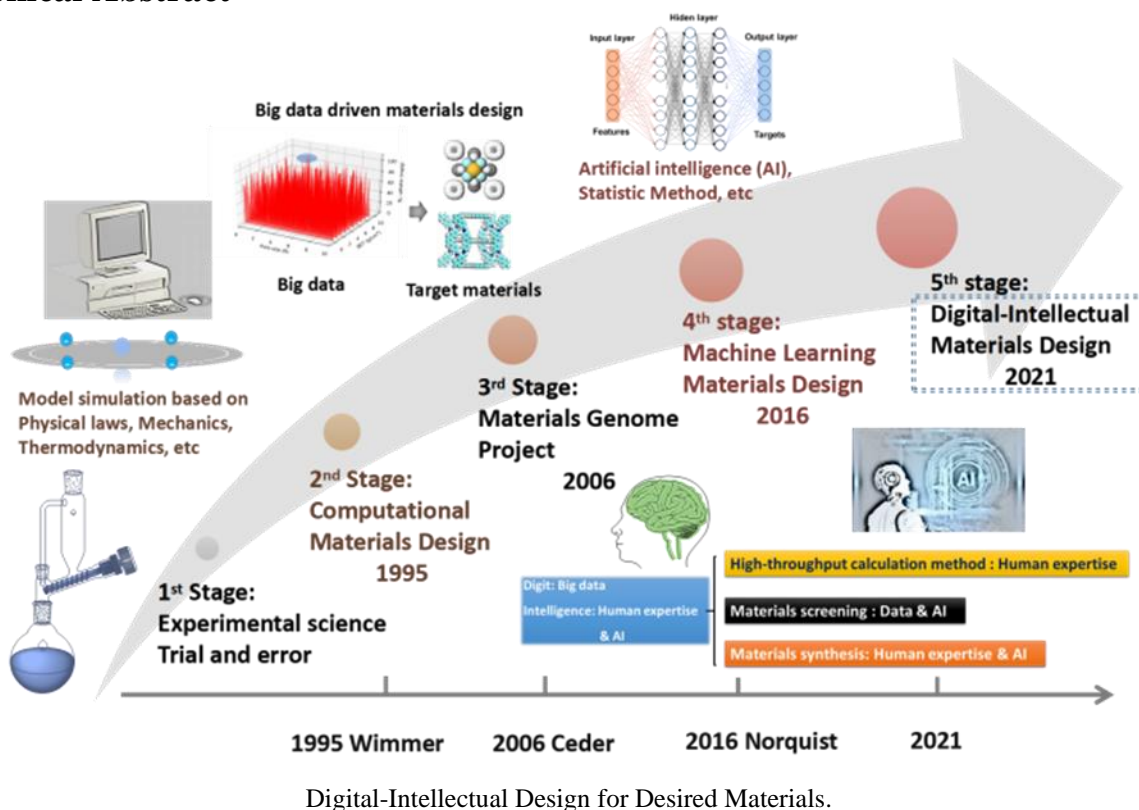 Hiden layer
Input layer
Output layer
Features
Targets
Artificial intelligence (AI),
Statistic Method, etc
Big data driven materials design
Big data
Target materials
Model simulation based on
Physical laws, Mechanics,
Thermodynamics, etc
1st Stage:
Experimental science
Trial and error
2nd Stage:
Computational
Materials Design
1995
3rd Stage:
Materials Genome
Project
2006
4th stage:
Machine Learning
Materials Design
2016
5th stage:
Digital-Intellectual
Materials Design
2021
AI
Digit: Big data
Intelligence: Human expertise
& AI
High-throughput calculation method : Human expertise
Materials screening : Data & AI
Materials synthesis: Human expertise & AI
1995 Wimmer
2006 Ceder
2016 Norquist
2021
Digital-Intellectual Design for Desired Materials.